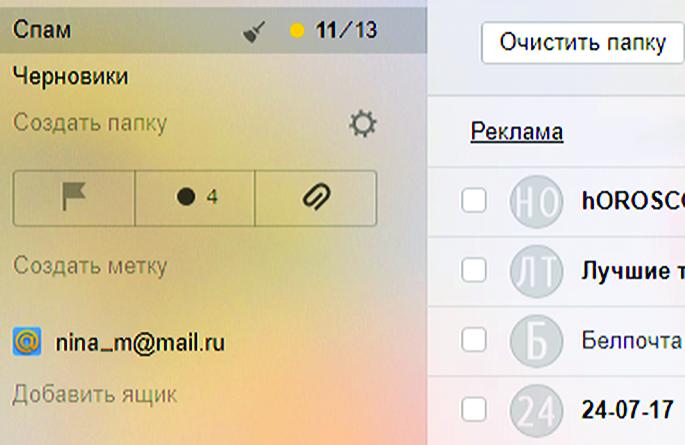 Спам 11/13
Черновики
Создать папку
4
Создать метку
nina_m@mail.ru
Добавить ящик
Очистить папку
Реклама
НО hOROSCO
ЛТ Лучшие т
Б Белпочта
24 24-07-17